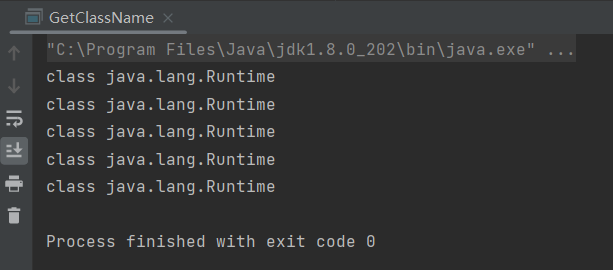 GetClassName
"C:\Program Files\Java\jdk1.8.0_202\bin\java.exe" ...
class java.lang.Runtime
class java.lang.Runtime
class java.lang.Runtime
class java.lang.Runtime
class java.lang.Runtime
Process finished with exit code 0